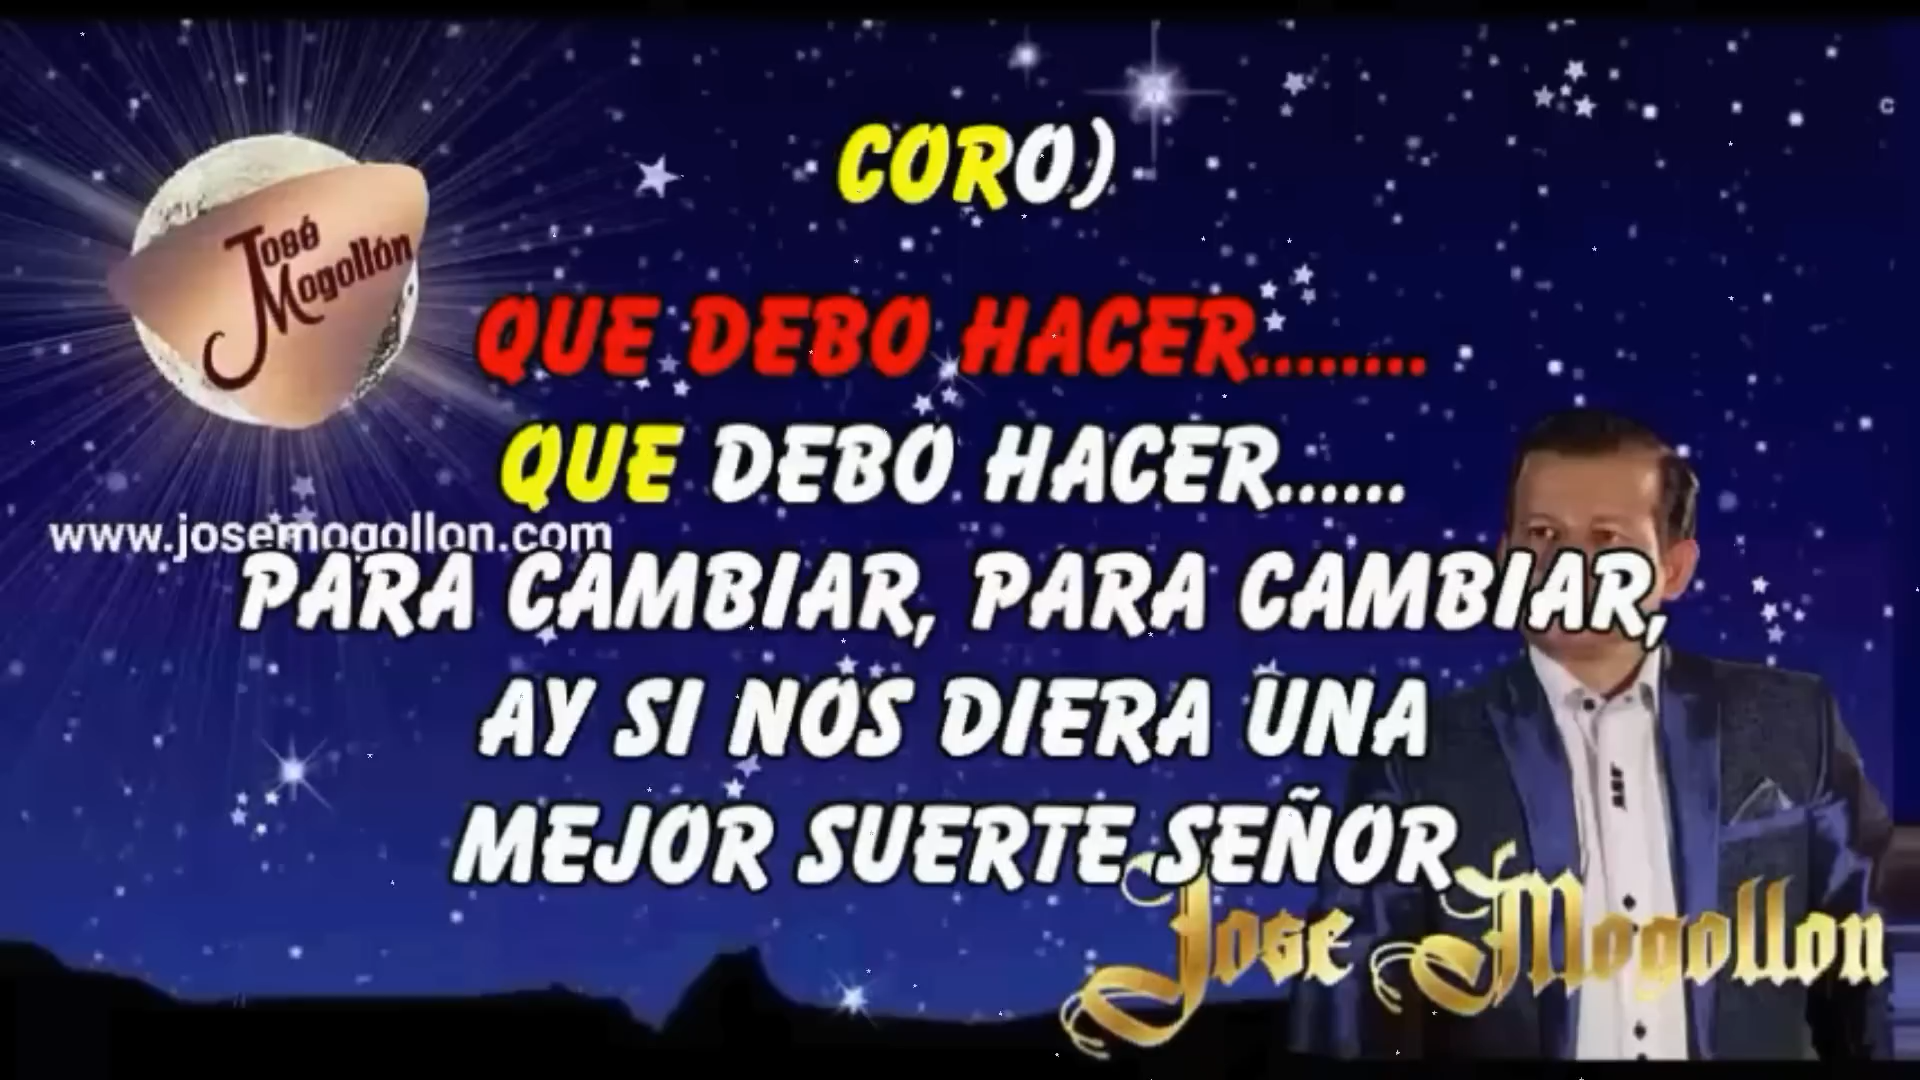 C
CORO)
José
Mogollón
QUE DEBO HACER........
QUE DEBO HACER......
www.josemogollon.com
PARA CAMBIAR, PARA CAMBIAR,
AY SI NOS DIERA UNA
MEJOR SUERTE SEÑOR
Jose Mogollon